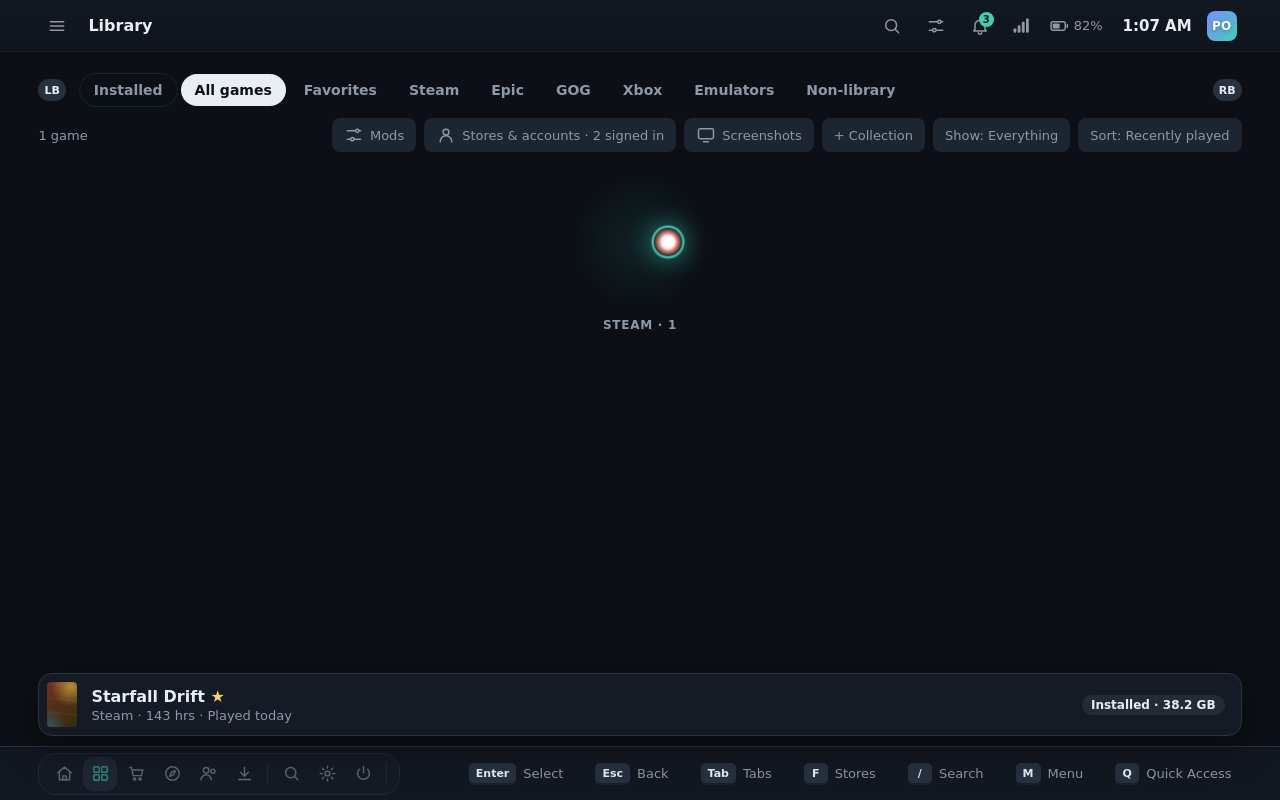 Library
3
82%
1:07 AM
PO
LB
Installed
All games
Favorites
Steam
Epic
GOG
Xbox
Emulators
Non-library
RB
1 game
Mods
Stores & accounts · 2 signed in
Screenshots
+ Collection
Show: Everything
Sort: Recently played
STEAM · 1
Starfall Drift ★
Steam · 143 hrs · Played today
Installed · 38.2 GB
Enter Select
Esc Back
Tab Tabs
F Stores
/ Search
M Menu
Q Quick Access